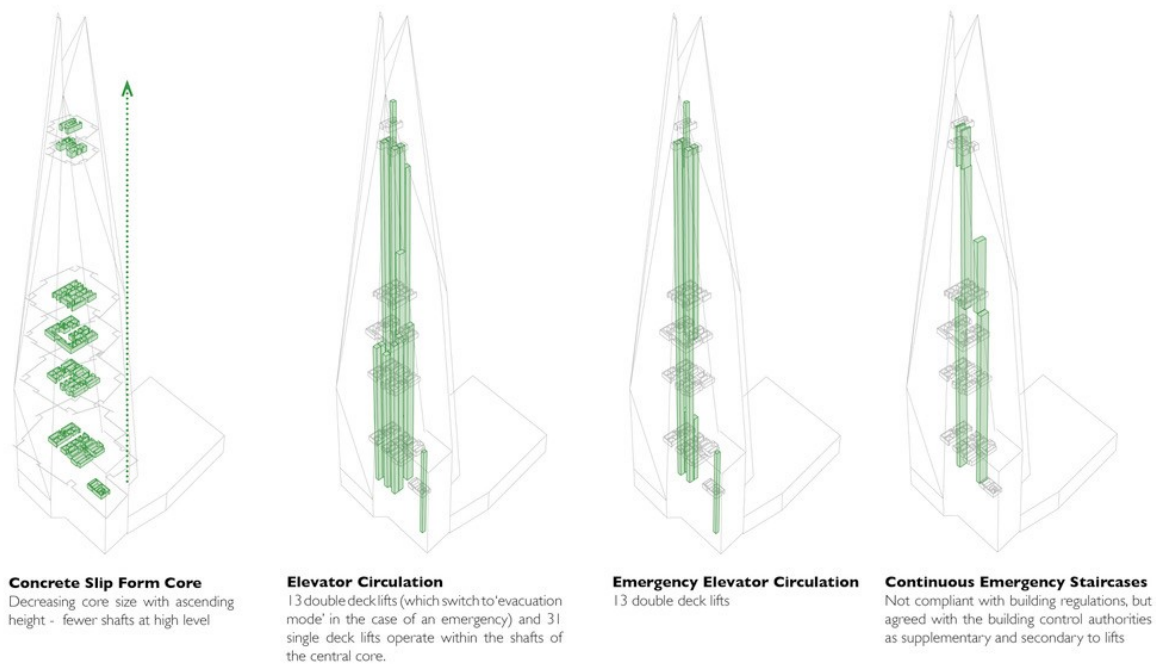 Concrete Slip Form Core
Decreasing core size with ascending
height - fewer shafts at high level
Elevator Circulation
13 double deck lifts (which switch to 'evacuation
mode' in the case of an emergency) and 31
single deck lifts operate within the shafts of
the central core.
Emergency Elevator Circulation
13 double deck lifts
Continuous Emergency Staircases
Not compliant with building regulations, but
agreed with the building control authorities
as supplementary and secondary to lifts